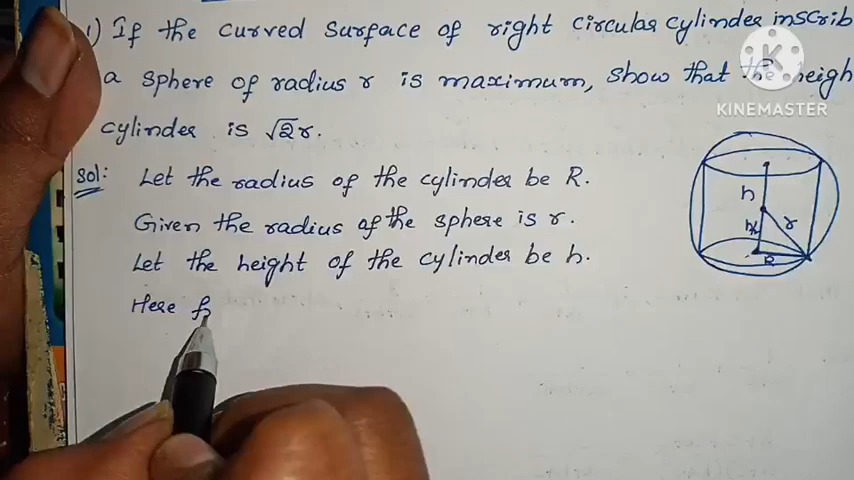 1) If the curved surface of right circular cylinder inscrib
a sphere of radius r is maximum, show that the heigh
cylinder is √2r.
Sol: Let the radius of the cylinder be R.
Given the radius of the sphere is r.
Let the height of the cylinder be h.
Here
h
r
h/2
R
KINEMASTER